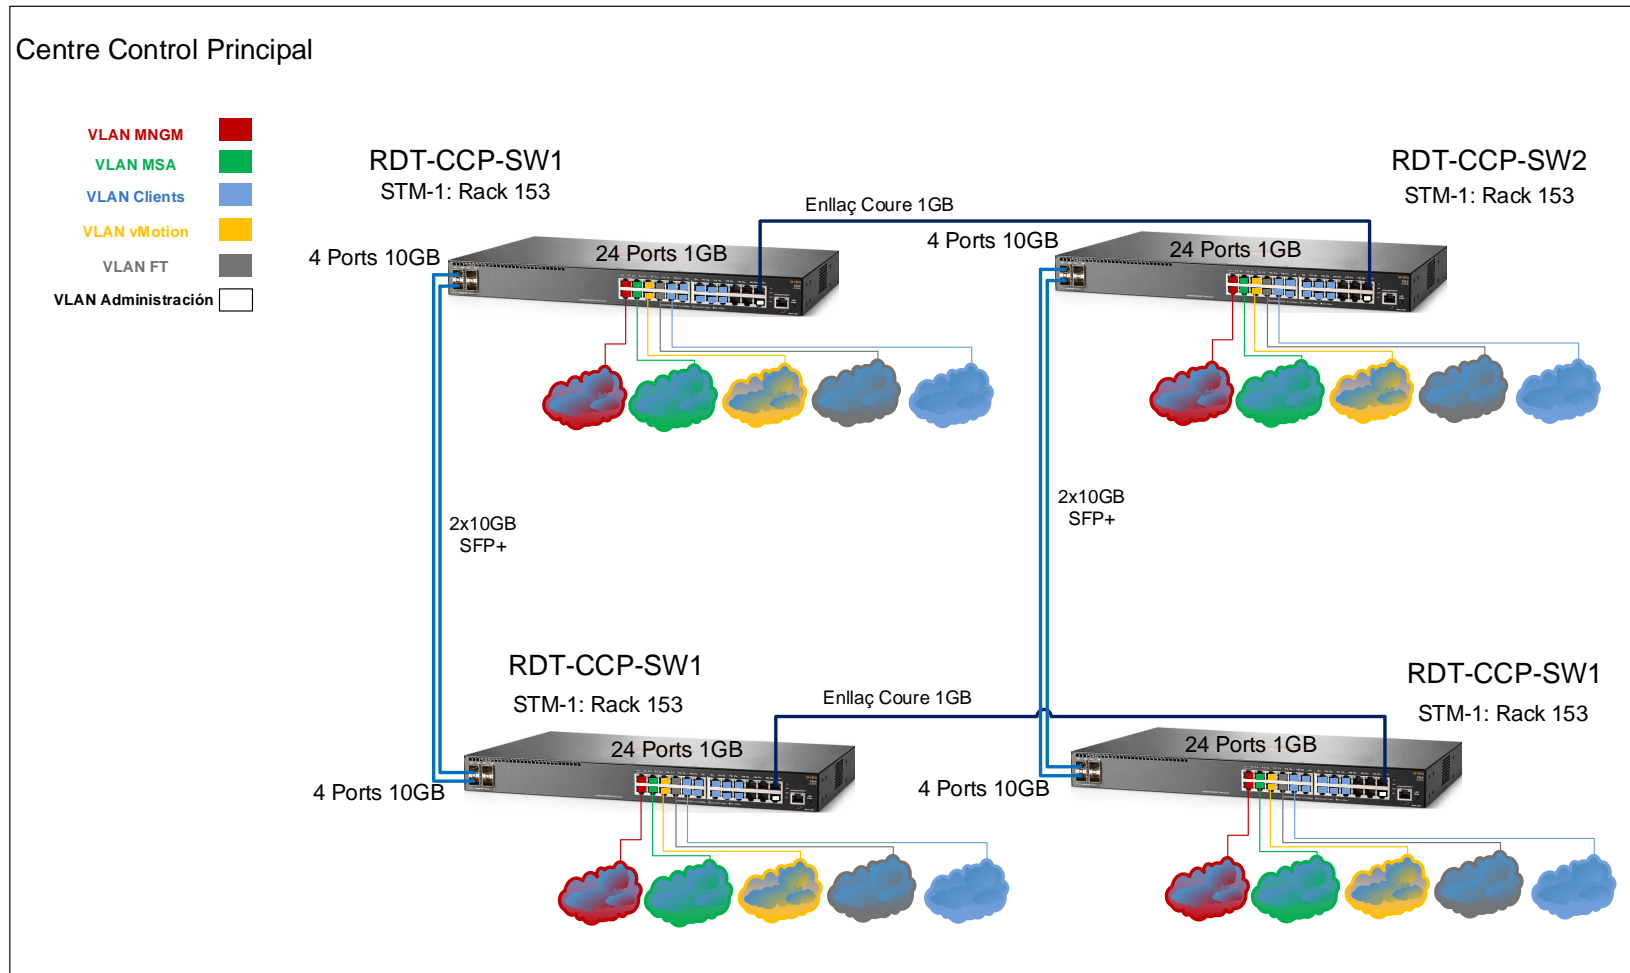 Centre Control Principal
VLAN MNGM
VLAN MSA
VLAN Clients
VLAN vMotion
VLAN FT
VLAN Administración
RDT-CCP-SW1
STM-1: Rack 153
RDT-CCP-SW2
STM-1: Rack 153
Enllaç Coure 1GB
4 Ports 10GB
24 Ports 1GB
4 Ports 10GB
24 Ports 1GB
2x10GB
SFP+
2x10GB
SFP+
RDT-CCP-SW1
STM-1: Rack 153
RDT-CCP-SW1
STM-1: Rack 153
Enllaç Coure 1GB
4 Ports 10GB
24 Ports 1GB
4 Ports 10GB
24 Ports 1GB